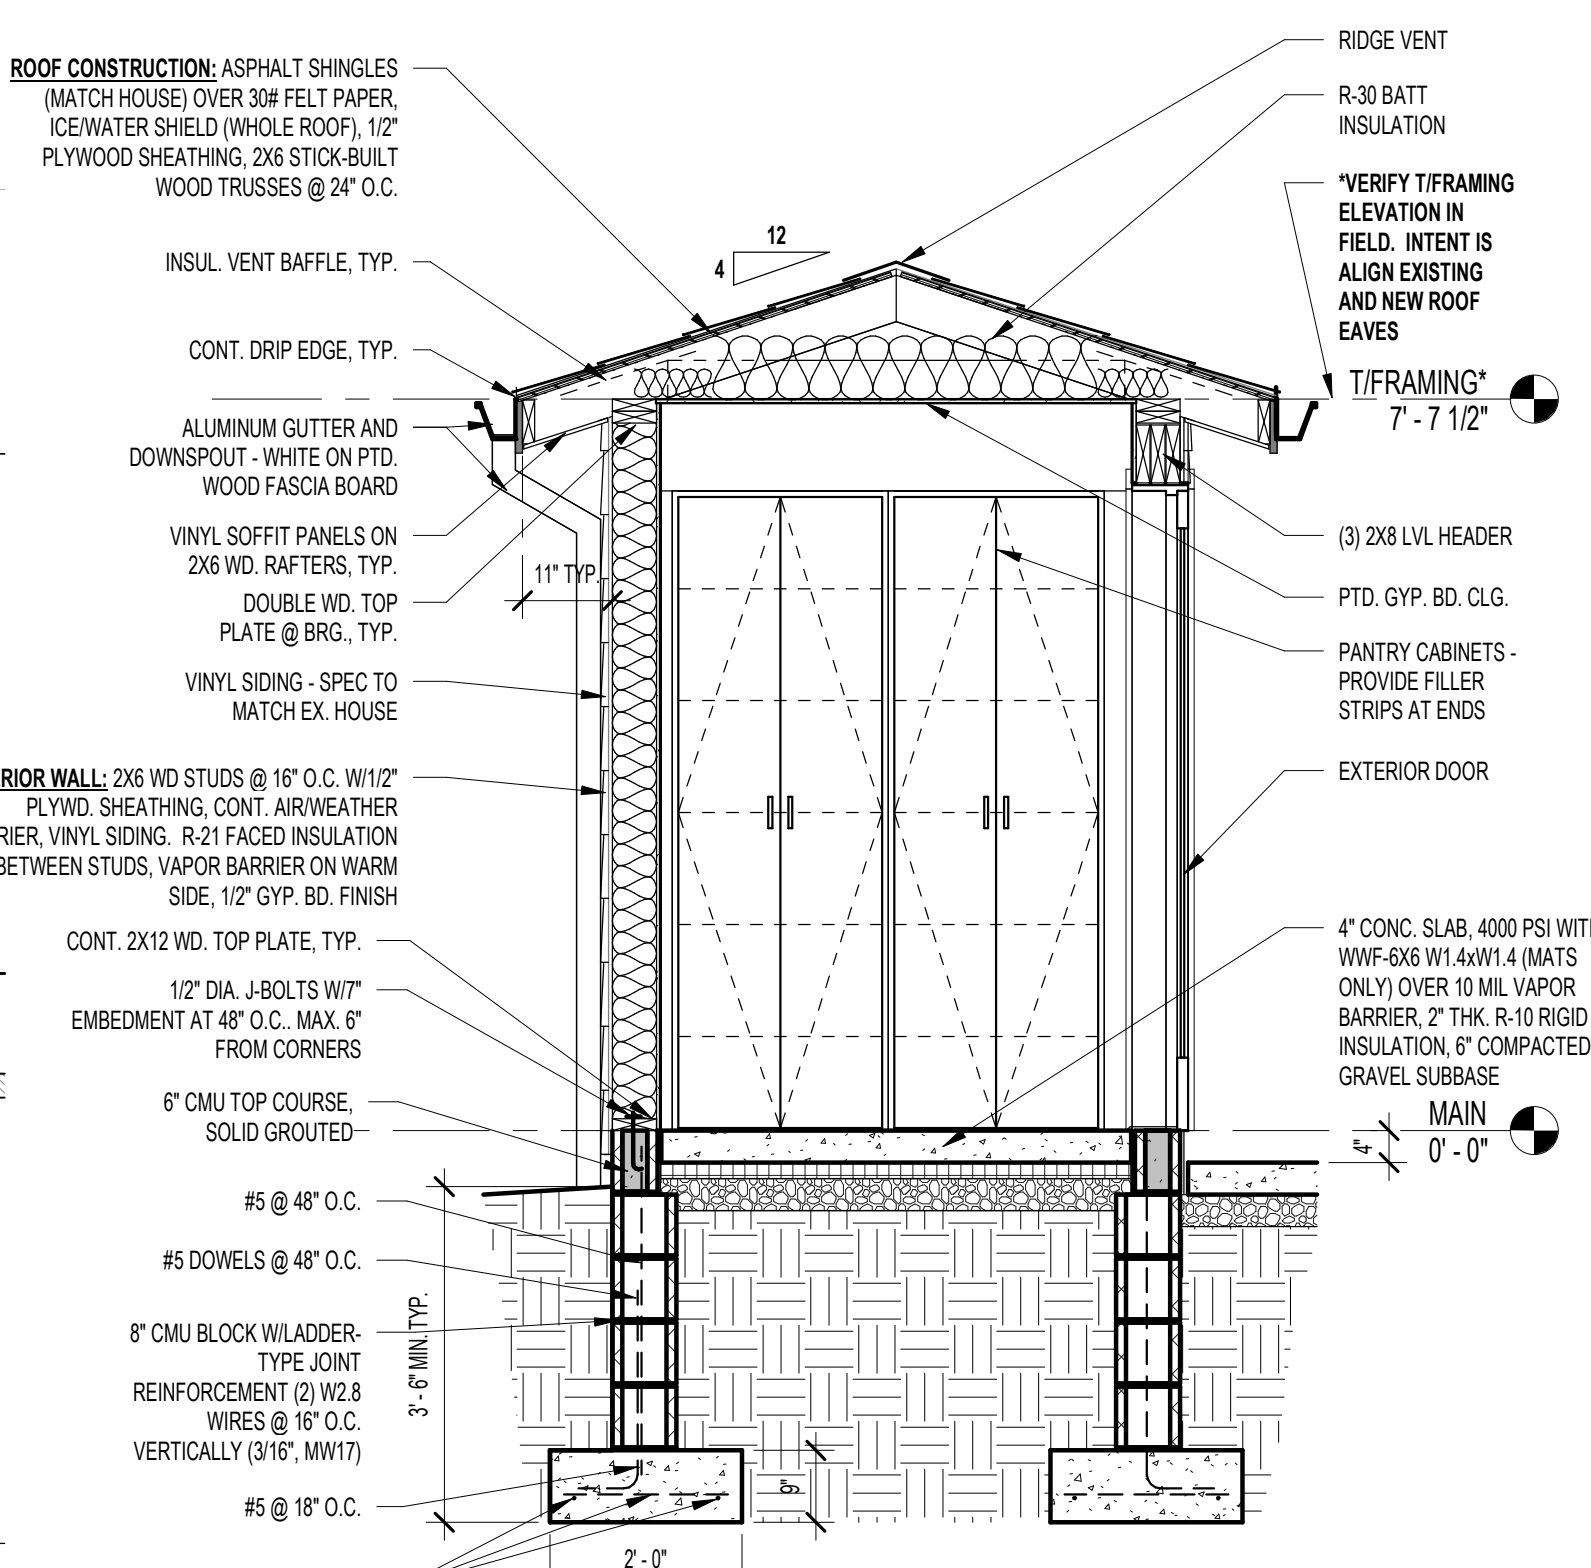 ROOF CONSTRUCTION: ASPHALT SHINGLES
(MATCH HOUSE) OVER 30# FELT PAPER,
ICE/WATER SHIELD (WHOLE ROOF), 1/2"
PLYWOOD SHEATHING, 2X6 STICK-BUILT
WOOD TRUSSES @ 24" O.C.
INSUL. VENT BAFFLE, TYP.
CONT. DRIP EDGE, TYP.
ALUMINUM GUTTER AND
DOWNSPOUT - WHITE ON PTD.
WOOD FASCIA BOARD
VINYL SOFFIT PANELS ON
2X6 WD. RAFTERS, TYP.
DOUBLE WD. TOP
PLATE @ BRG., TYP.
VINYL SIDING - SPEC TO
MATCH EX. HOUSE
RIOR WALL: 2X6 WD STUDS @ 16" O.C. W/1/2"
PLYWD. SHEATHING, CONT. AIR/WEATHER
RIER, VINYL SIDING.  R-21 FACED INSULATION
BETWEEN STUDS, VAPOR BARRIER ON WARM
SIDE, 1/2" GYP. BD. FINISH
CONT. 2X12 WD. TOP PLATE, TYP.
1/2" DIA. J-BOLTS W/7"
EMBEDMENT AT 48" O.C.. MAX. 6"
FROM CORNERS
6" CMU TOP COURSE,
SOLID GROUTED
#5 @ 48" O.C.
#5 DOWELS @ 48" O.C.
8" CMU BLOCK W/LADDER-
TYPE JOINT
REINFORCEMENT (2) W2.8
WIRES @ 16" O.C.
VERTICALLY (3/16", MW17)
#5 @ 18" O.C.
12
4
11" TYP.
3' - 6" MIN. TYP.
9"
2' - 0"
RIDGE VENT
R-30 BATT
INSULATION
*VERIFY T/FRAMING
ELEVATION IN
FIELD.  INTENT IS
ALIGN EXISTING
AND NEW ROOF
EAVES
T/FRAMING*
7' - 7 1/2"
(3) 2X8 LVL HEADER
PTD. GYP. BD. CLG.
PANTRY CABINETS -
PROVIDE FILLER
STRIPS AT ENDS
EXTERIOR DOOR
4" CONC. SLAB, 4000 PSI WIT
WWF-6X6 W1.4xW1.4 (MATS
ONLY) OVER 10 MIL VAPOR
BARRIER, 2" THK. R-10 RIGID
INSULATION, 6" COMPACTED
GRAVEL SUBBASE
MAIN
0' - 0"
4"